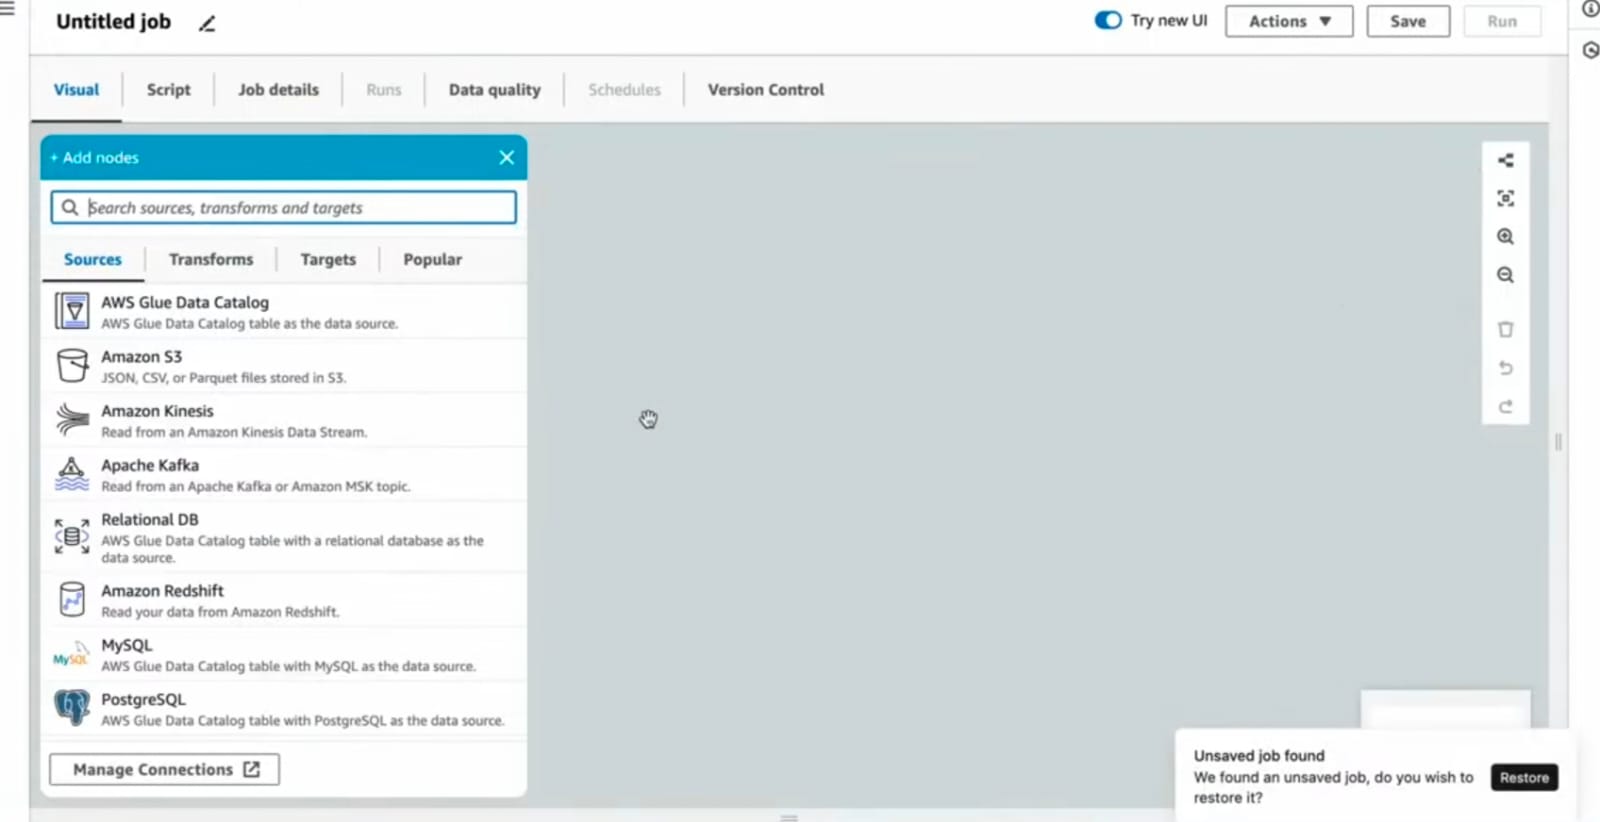 Untitled job
Try new UI
Actions
Save
Run
Visual
Script
Job details
Runs
Data quality
Schedules
Version Control
+ Add nodes
Search sources, transforms and targets
Sources
Transforms
Targets
Popular
AWS Glue Data Catalog
AWS Glue Data Catalog table as the data source.
Amazon S3
JSON, CSV, or Parquet files stored in S3.
Amazon Kinesis
Read from an Amazon Kinesis Data Stream.
Apache Kafka
Read from an Apache Kafka or Amazon MSK topic.
Relational DB
AWS Glue Data Catalog table with a relational database as the
data source.
Amazon Redshift
Read your data from Amazon Redshift.
MySQL
MySQL
AWS Glue Data Catalog table with MySQL as the data source.
PostgreSQL
AWS Glue Data Catalog table with PostgreSQL as the data source.
Manage Connections
Unsaved job found
We found an unsaved job, do you wish to
restore it?
Restore